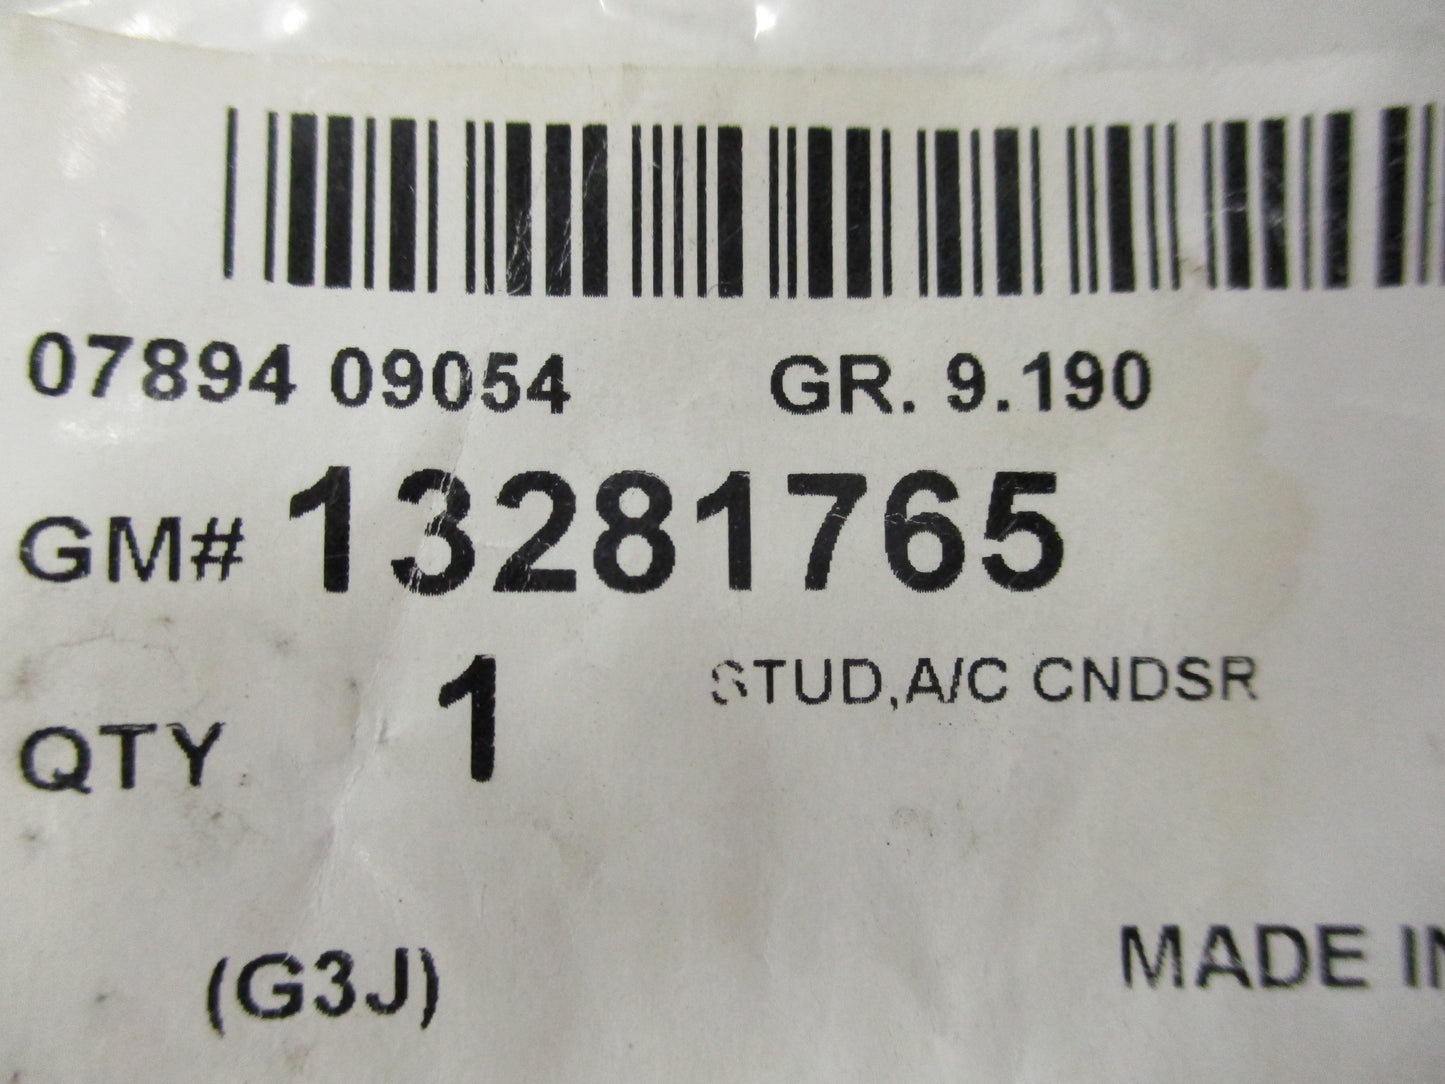 07894 09054 GR. 9.190
GM# 13281765
QTY 1 STUD,A/C CNDSR
(G3J) MADE IN